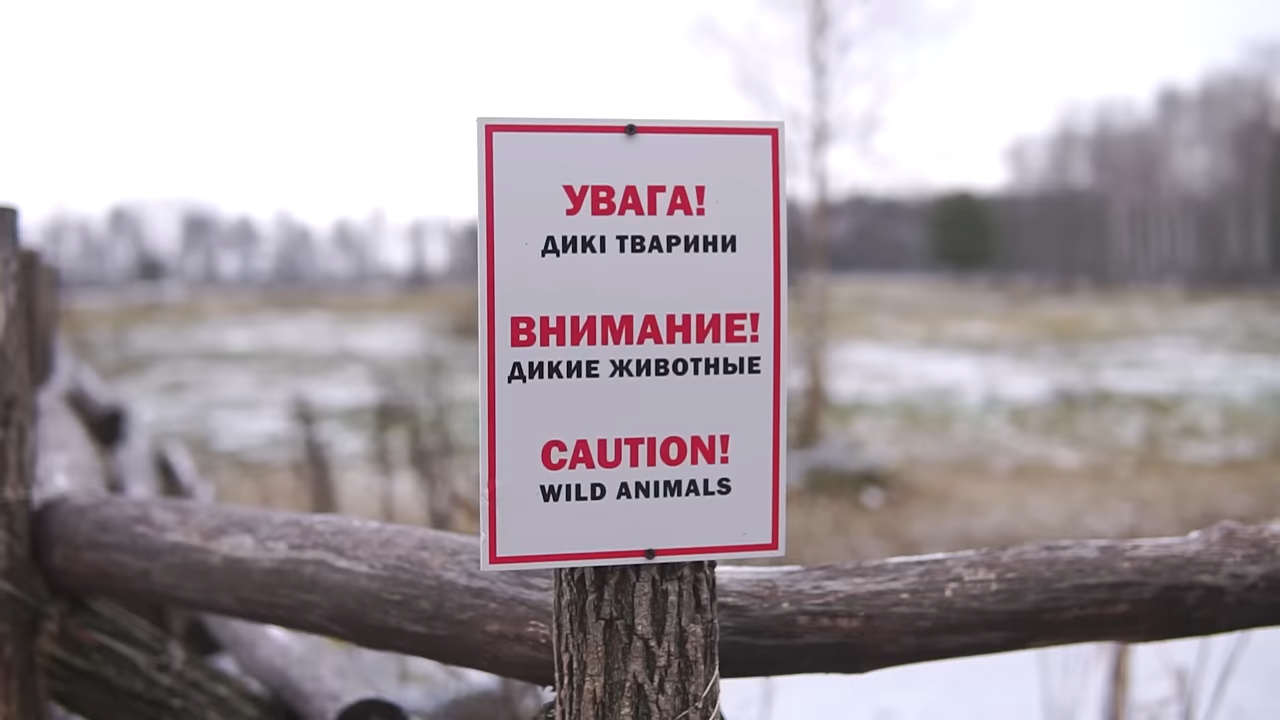 УВАГА!
ДИКІ ТВАРИНИ
ВНИМАНИЕ!
ДИКИЕ ЖИВОТНЫЕ
CAUTION!
WILD ANIMALS